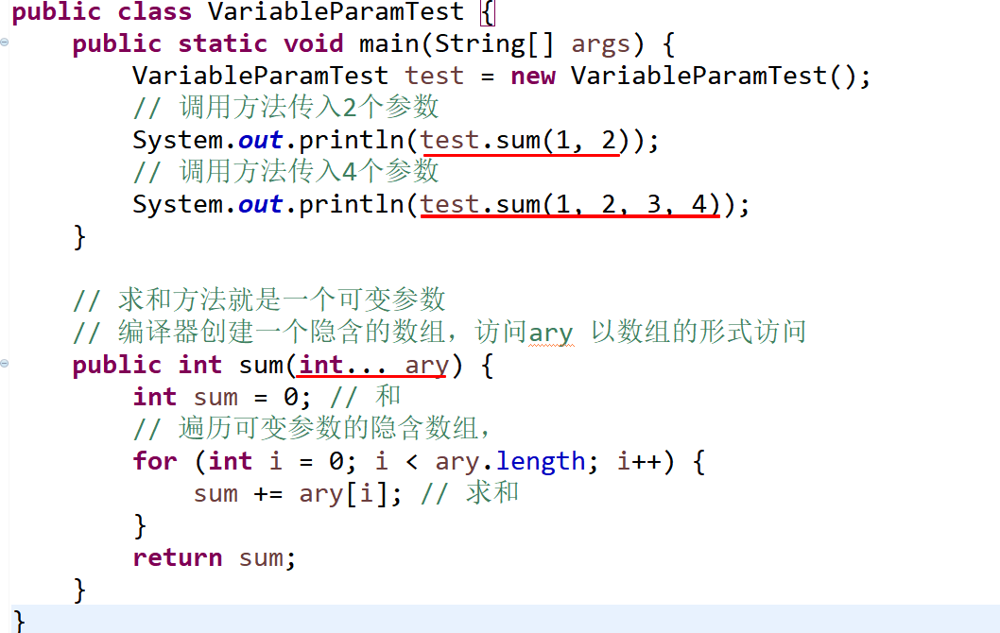 public class VariableParamTest {
    public static void main(String[] args) {
        VariableParamTest test = new VariableParamTest();
        // 调用方法传入2个参数
        System.out.println(test.sum(1, 2));
        // 调用方法传入4个参数
        System.out.println(test.sum(1, 2, 3, 4));
    }

    // 求和方法就是一个可变参数
    // 编译器创建一个隐含的数组，访问ary 以数组的形式访问
    public int sum(int... ary) {
        int sum = 0; // 和
        // 遍历可变参数的隐含数组，
        for (int i = 0; i < ary.length; i++) {
            sum += ary[i]; // 求和
        }
        return sum;
    }
}